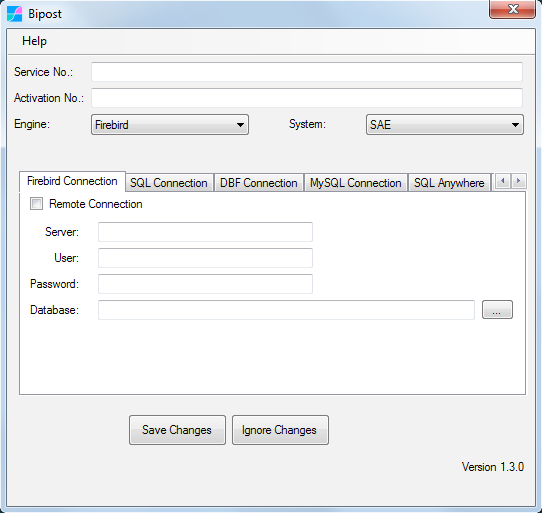 Bipost
Help
Service No.:
Activation No.:
Engine: Firebird System: SAE
Firebird Connection SQL Connection DBF Connection MySQL Connection SQL Anywhere
Remote Connection
Server:
User:
Password:
Database: ...
Save Changes Ignore Changes
Version 1.3.0